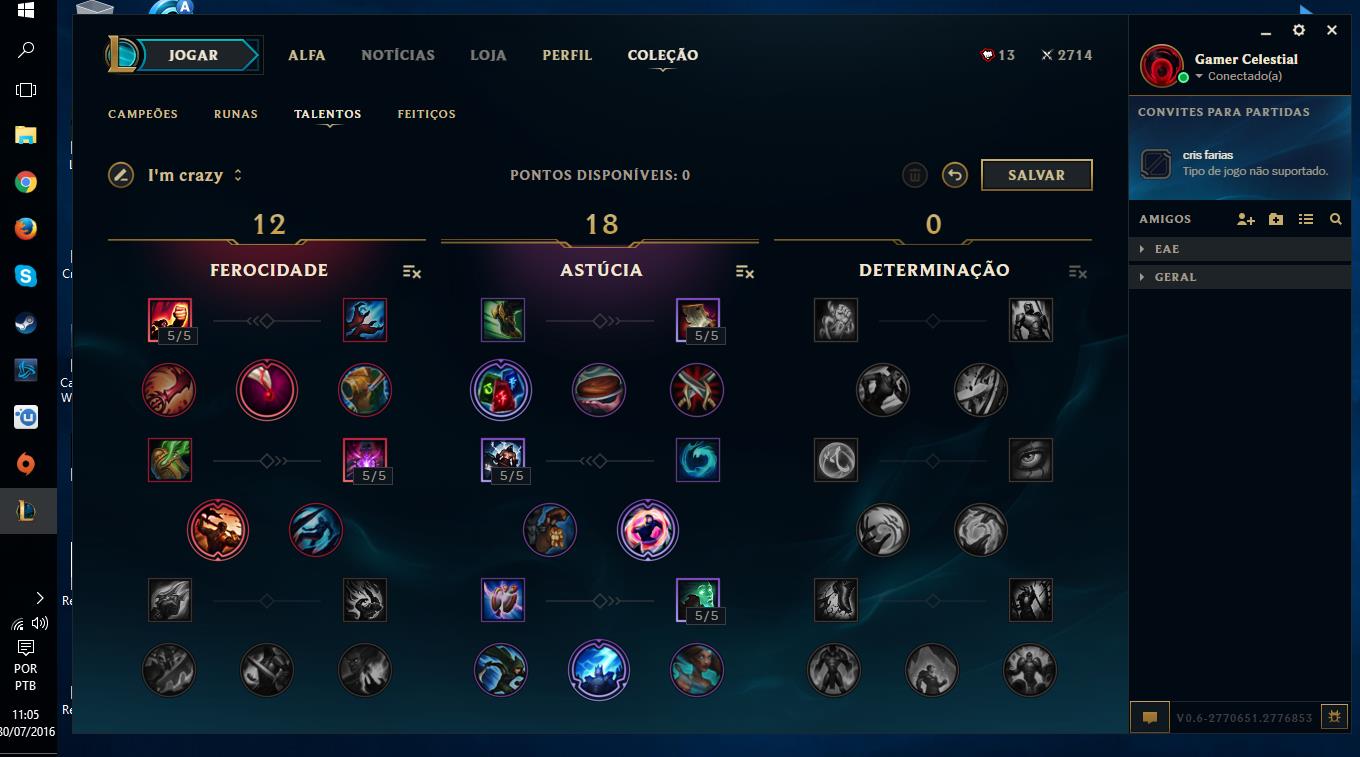 JOGAR
ALFA
NOTÍCIAS
LOJA
PERFIL
COLEÇÃO
13
2714
CAMPEÕES
RUNAS
TALENTOS
FEITIÇOS
I'm crazy
PONTOS DISPONÍVEIS: 0
SALVAR
12
18
0
FEROCIDADE
ASTÚCIA
DETERMINAÇÃO
5/5
5/5
5/5
5/5
5/5
Gamer Celestial
Conectado(a)
CONVITES PARA PARTIDAS
cris farias
Tipo de jogo não suportado.
AMIGOS
EAE
GERAL
V0.6-2770651.2776853
POR
PTB
11:05
30/07/2016